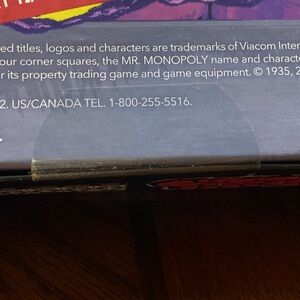 ed titles, logos and characters are trademarks of Viacom Inter
our corner squares, the MR. MONOPOLY name and characte
r its property trading game and game equipment. © 1935, 2
2. US/CANADA TEL. 1-800-255-5516.